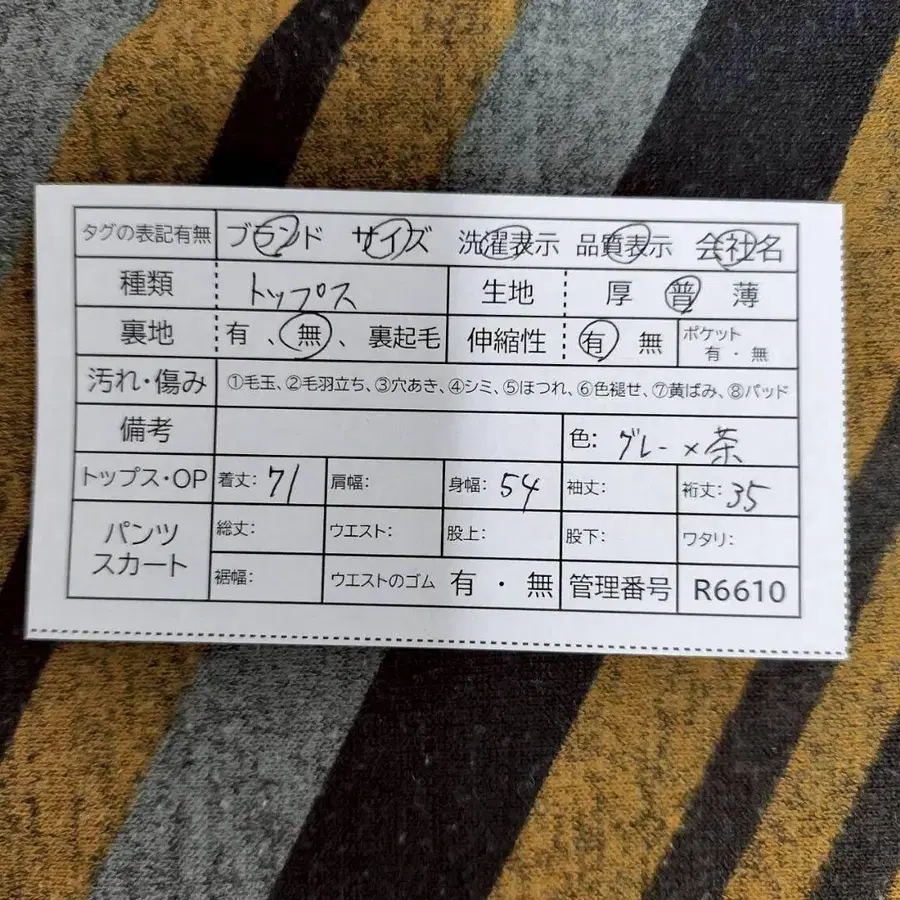 タグの表記有無 ブランド サイズ 洗濯表示 品質表示 会社名
種類 トップス 生地 厚 普 薄
裏地 有、無、裏起毛 伸縮性 有 無 ポケット 有・無
汚れ・傷み ①毛玉、②毛羽立ち、③穴あき、④シミ、⑤ほつれ、⑥色褪せ、⑦黄ばみ、⑧パッド
備考 色: グレー×茶
トップス・OP 着丈: 71 肩幅: 身幅: 54 袖丈: 裄丈: 35
パンツ スカート 総丈: ウエスト: 股上: 股下: ワタリ:
裾幅: ウエストのゴム 有・無 管理番号 R6610